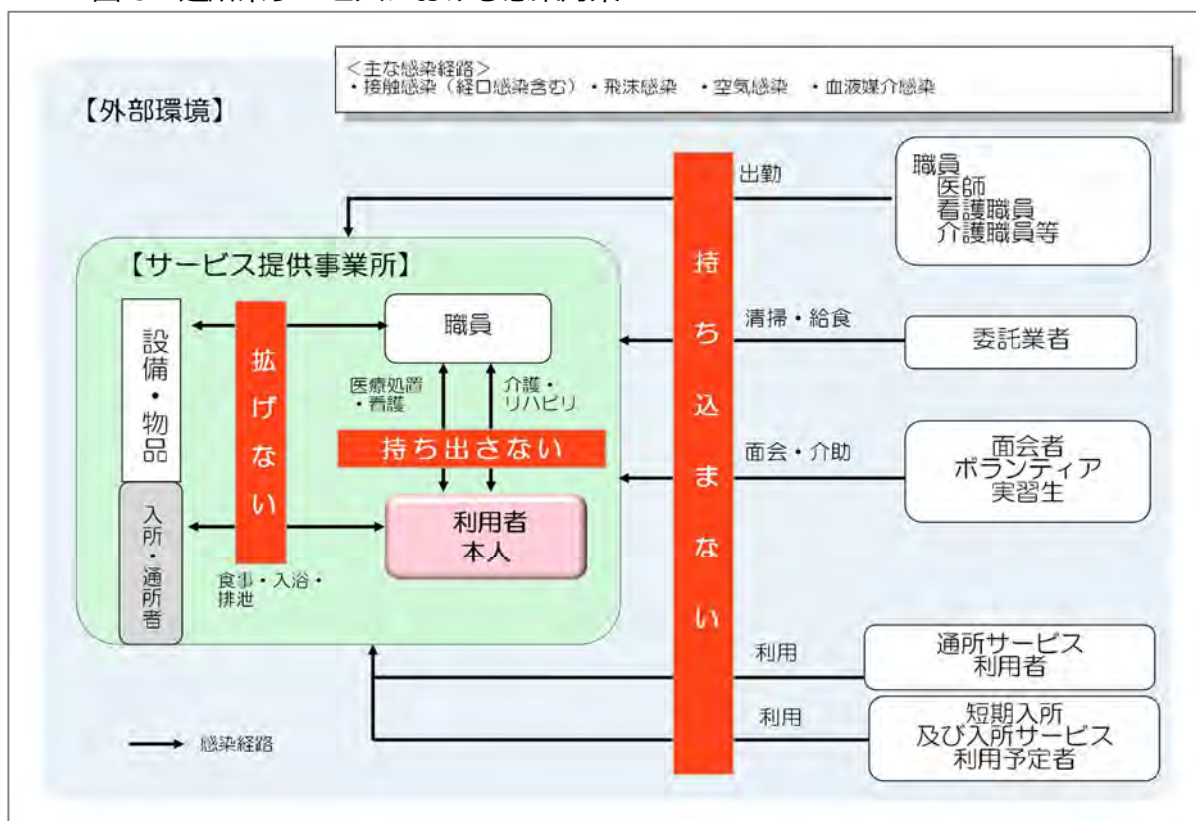 ＜主な感染経路＞
・接触感染（経口感染含む）・飛沫感染　・空気感染　・血液媒介感染
【外部環境】
出勤
職員
医師
看護職員
介護職員等
【サービス提供事業所】
設備・物品
入所・通所者
拡げない
職員
医療処置
・看護
介護・
リハビリ
持ち出さない
利用者
本人
食事・入浴・
排泄
持ち込まない
清掃・給食
委託業者
面会・介助
面会者
ボランティア
実習生
利用
通所サービス
利用者
利用
短期入所
及び入所サービス
利用予定者
感染経路